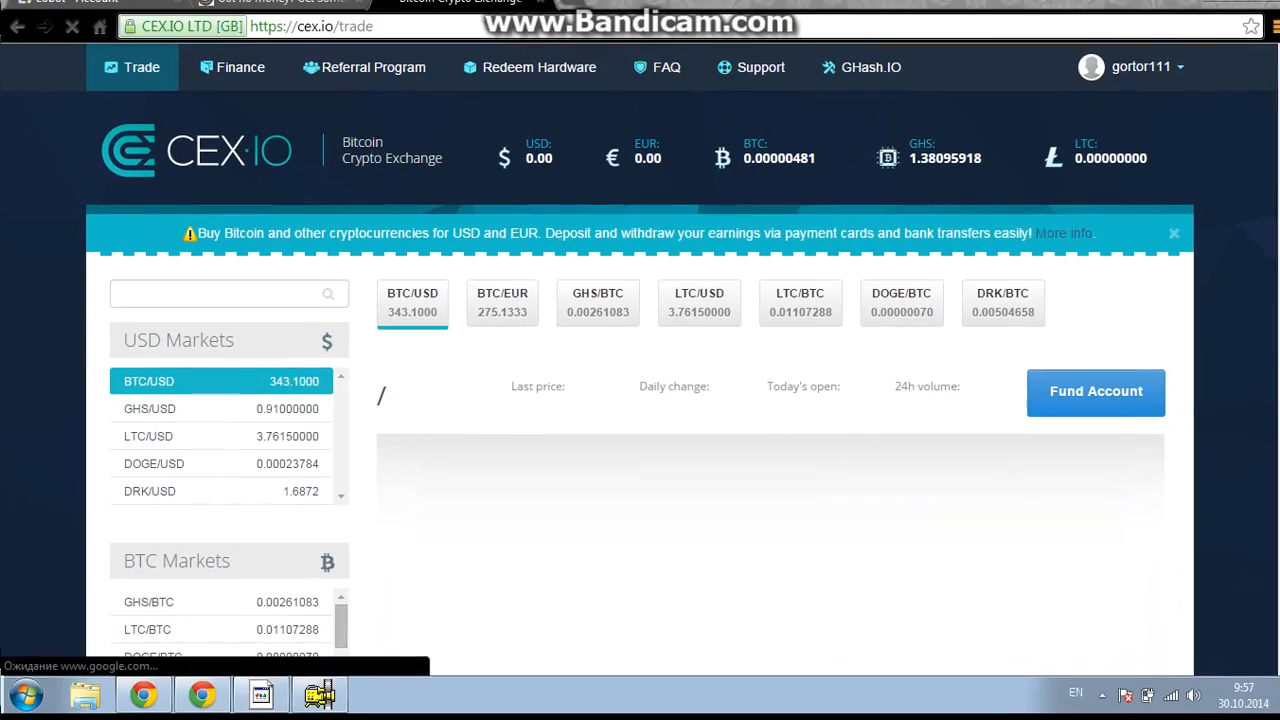 Bitcoin Crypto Exchange
www.Bandicam.com
CEX.IO LTD [GB] https://cex.io/trade
Trade Finance Referral Program Redeem Hardware FAQ Support GHash.IO gortor111
CEX.IO
Bitcoin
Crypto Exchange
USD: EUR: BTC: GHS: LTC:
$ 0.00 € 0.00 0.00000481 1.38095918 0.00000000
Buy Bitcoin and other cryptocurrencies for USD and EUR. Deposit and withdraw your earnings via payment cards and bank transfers easily! More info.
BTC/USD BTC/EUR GHS/BTC LTC/USD LTC/BTC DOGE/BTC DRK/BTC
343.1000 275.1333 0.00261083 3.76150000 0.01107288 0.00000070 0.00504658
USD Markets $
BTC/USD 343.1000
GHS/USD 0.91000000
LTC/USD 3.76150000
DOGE/USD 0.00023784
DRK/USD 1.6872
/ Last price: Daily change: Today's open: 24h volume: Fund Account
BTC Markets
GHS/BTC 0.00261083
LTC/BTC 0.01107288
DOGE/BTC 0.00000070
Ожидание www.google.com...
EN 9:57
30.10.2014